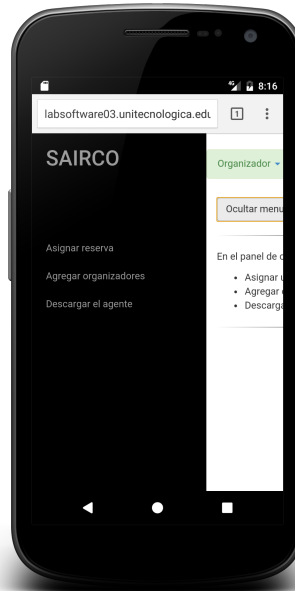 4G 8:16
labsoftware03.unitecnologica.edu
1
SAIRCO
Asignar reserva
Agregar organizadores
Descargar el agente
Organizador
Ocultar menu
En el panel de
Asignar
Agregar
Descarga